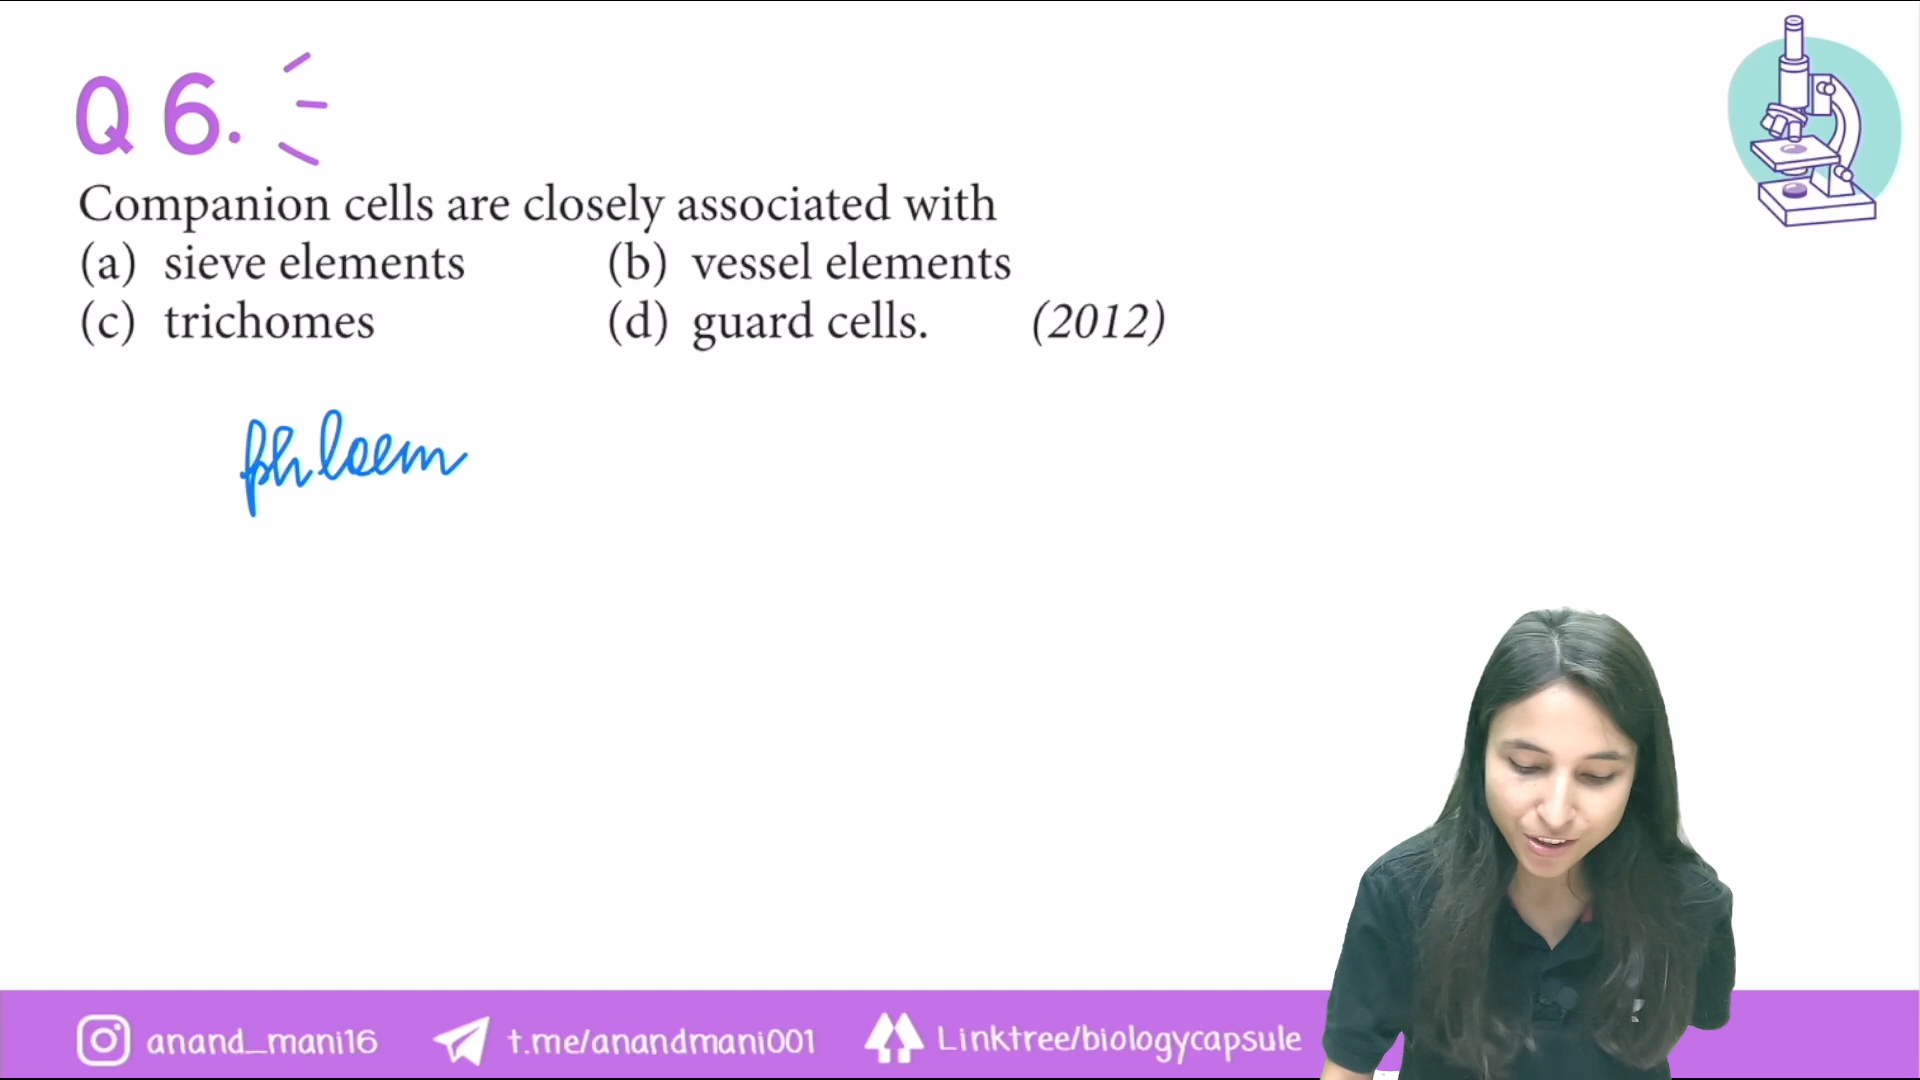 Q 6.
Companion cells are closely associated with
(a) sieve elements (b) vessel elements
(c) trichomes (d) guard cells. (2012)
phloem
anand_mani16 t.me/anandmani001 Linktree/biologycapsule